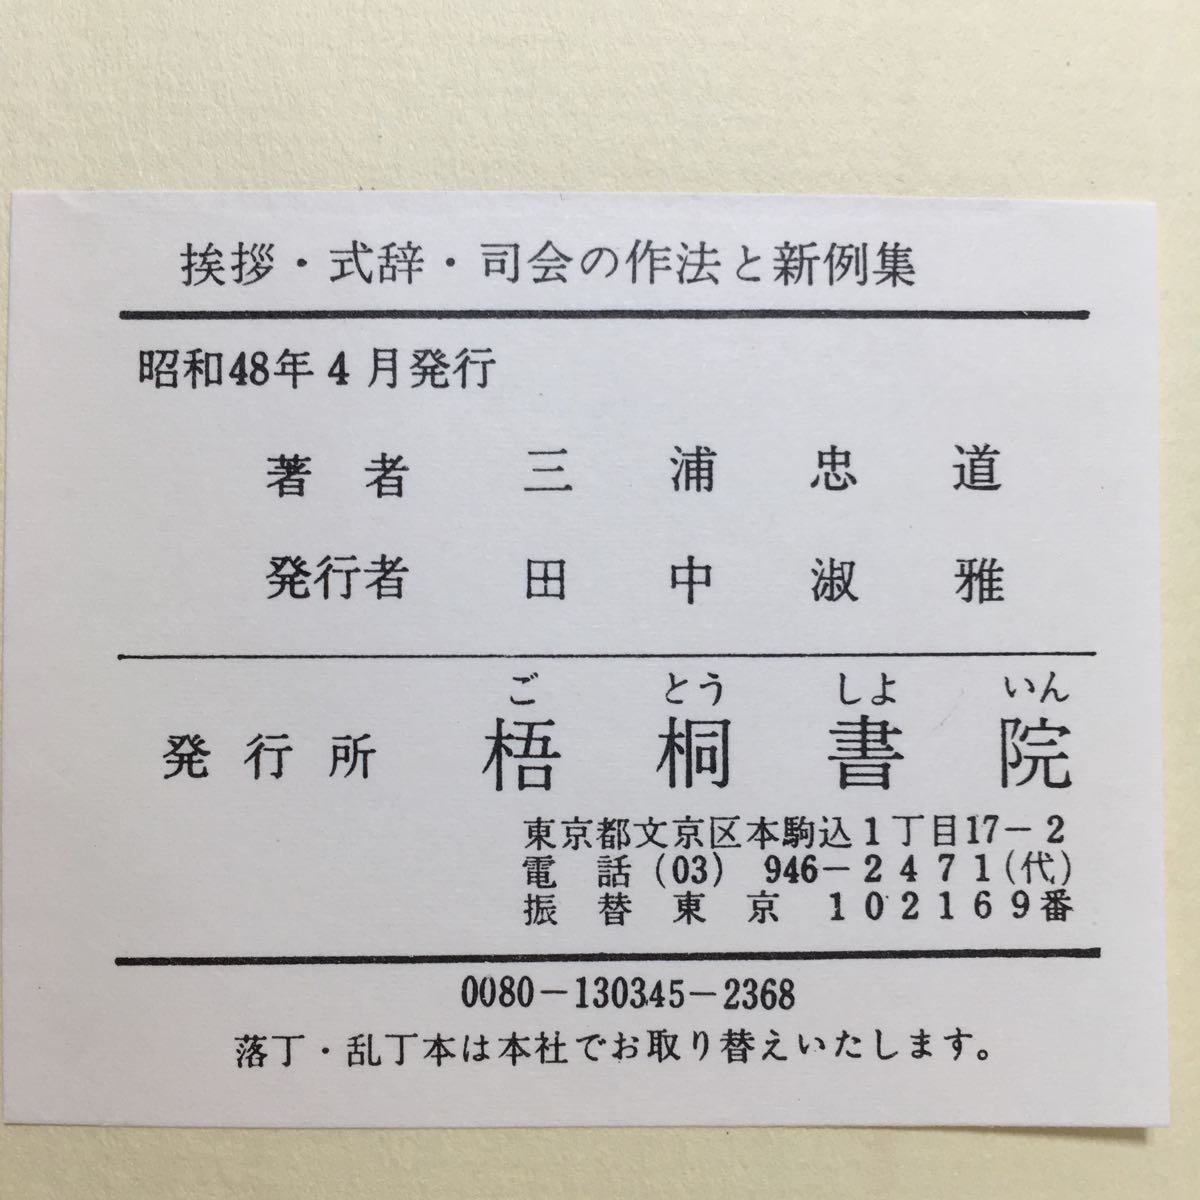 挨拶・式辞・司会の作法と新例集
昭和48年4月発行
著者 三浦忠道
発行者 田中淑雅
ご とう しよ いん
発行所 梧桐書院
東京都文京区本駒込1丁目17−2
電話(03) 946−2471(代)
振替東京 102169番
0080−130345−2368
落丁・乱丁本は本社でお取り替えいたします。